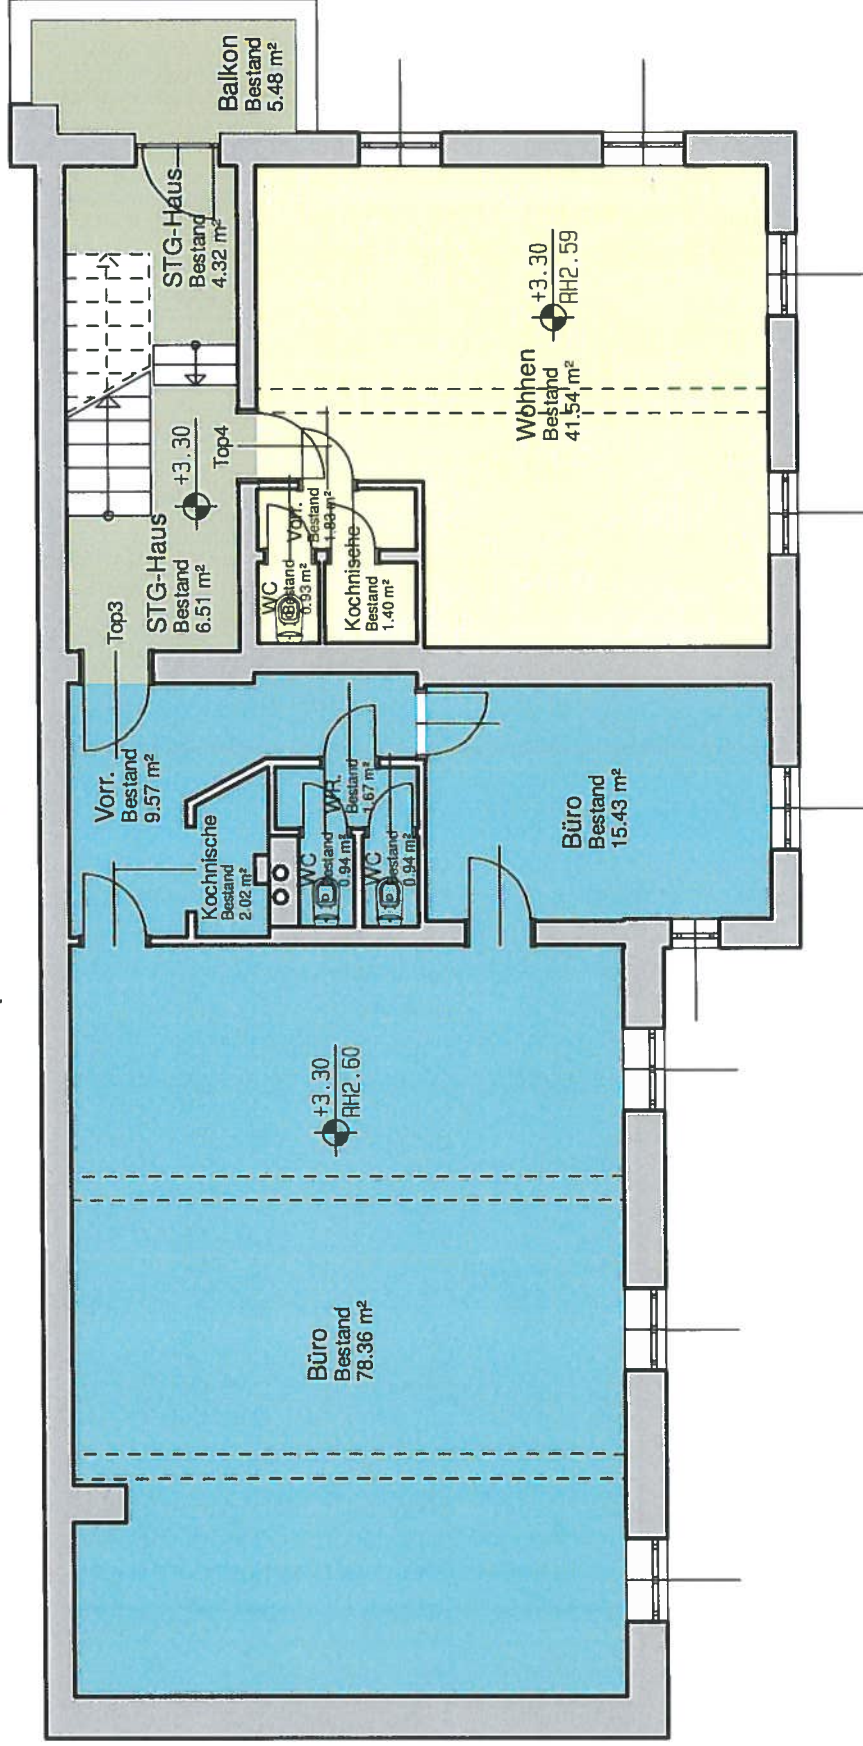 Balkon
Bestand
5.48 m²
STG-Haus
Bestand
4.32 m²
+3.30
RH2.59
Wohnen
Bestand
41.54 m²
+3.30
Top4
STG-Haus
Bestand
6.51 m²
Top3
Vorr.
Bestand
1.83 m²
WC
Bestand
0.93 m²
Kochnische
Bestand
1.40 m²
Vorr.
Bestand
9.57 m²
Kochnische
Bestand
2.02 m²
WR.
Bestand
1.67 m²
WC
Bestand
0.94 m²
WC
Bestand
0.94 m²
Büro
Bestand
15.43 m²
+3.30
RH2.60
Büro
Bestand
78.36 m²